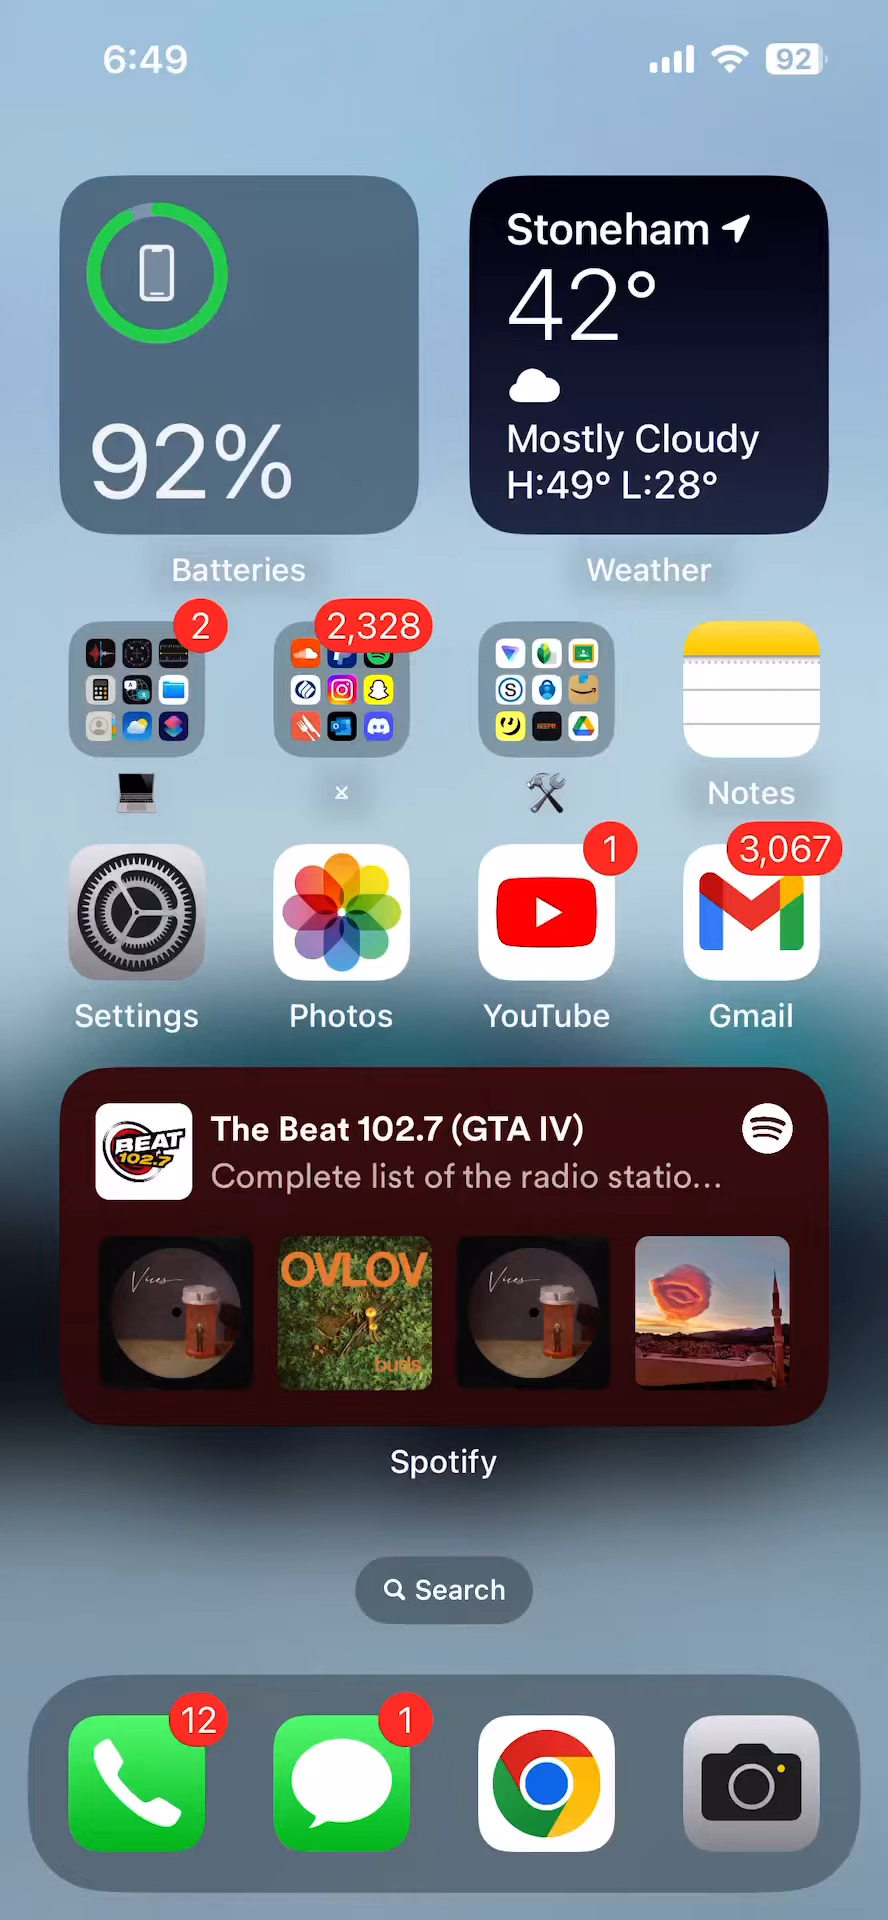 6:49
92
Stoneham
42°
Mostly Cloudy
H:49° L:28°
92%
Batteries
Weather
2
2,328
Notes
1
3,067
Settings
Photos
YouTube
Gmail
BEAT
102.7
The Beat 102.7 (GTA IV)
Complete list of the radio statio...
Vices
OVLOV
buds
Vices
Spotify
Search
12
1